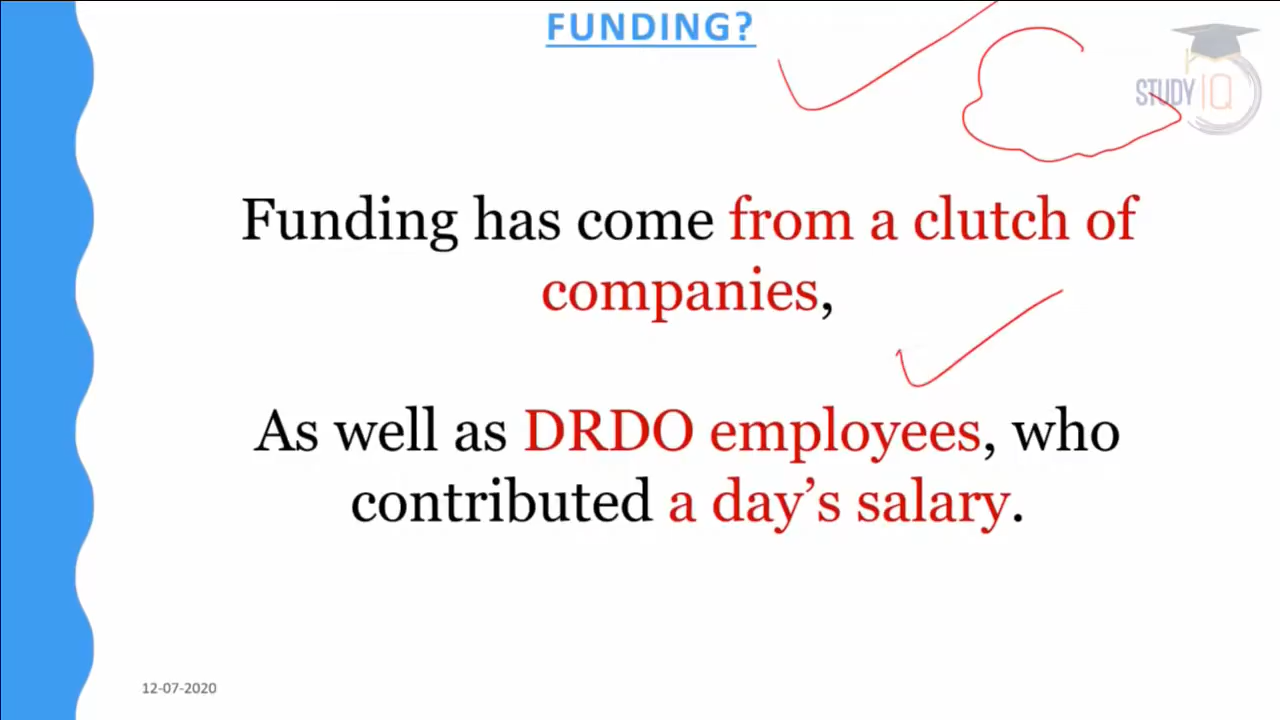 FUNDING?
STUDY IQ
Funding has come from a clutch of
companies,
As well as DRDO employees, who
contributed a day’s salary.
12-07-2020